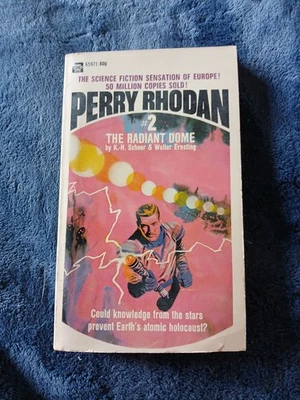 65971 60¢
THE SCIENCE FICTION SENSATION OF EUROPE!
50 MILLION COPIES SOLD!
PERRY RHODAN
#2
THE RADIANT DOME
by K.-H. Scheer & Walter Ernsting
Could knowledge from the stars
prevent Earth's atomic holocaust?